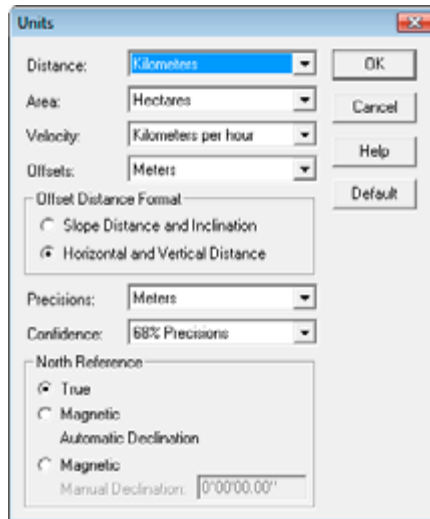 Units
Distance: Kilometers OK
Area: Hectares Cancel
Velocity: Kilometers per hour Help
Offsets: Meters Default
Offset Distance Format
Slope Distance and Inclination
Horizontal and Vertical Distance
Precisions: Meters
Confidence: 68% Precisions
North Reference
True
Magnetic
Automatic Declination
Magnetic
Manual Declination: 0°00'00.00"